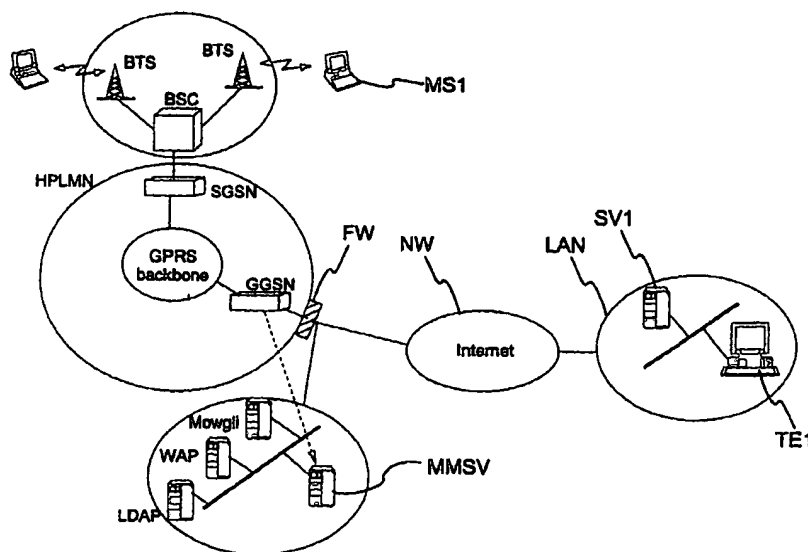 BTS
BTS
MS1
BSC
HPLMN
SGSN
FW
NW
LAN
SV1
GPRS
backbone
GGSN
Internet
TE1
Mowgli
WAP
MMSV
LDAP